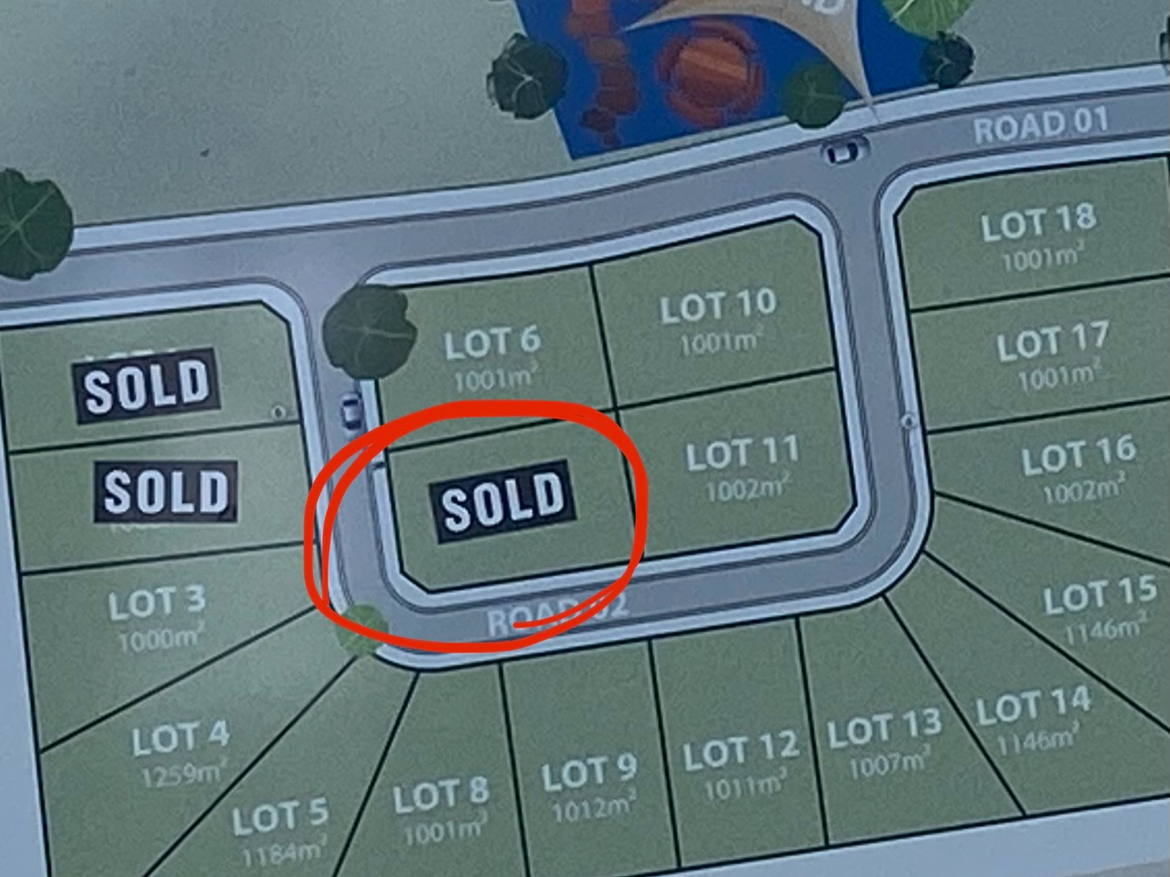 ROAD 01
LOT 18
1001m²
LOT 10
1001m²
LOT 6
1001m²
LOT 17
1001m²
SOLD
LOT 11
1002m²
LOT 16
1002m²
SOLD
SOLD
LOT 3
1000m²
ROAD 02
LOT 15
1146m²
LOT 4
1259m²
LOT 5
1184m²
LOT 8
1001m²
LOT 9
1012m²
LOT 12
1011m²
LOT 13
1007m²
LOT 14
1146m²